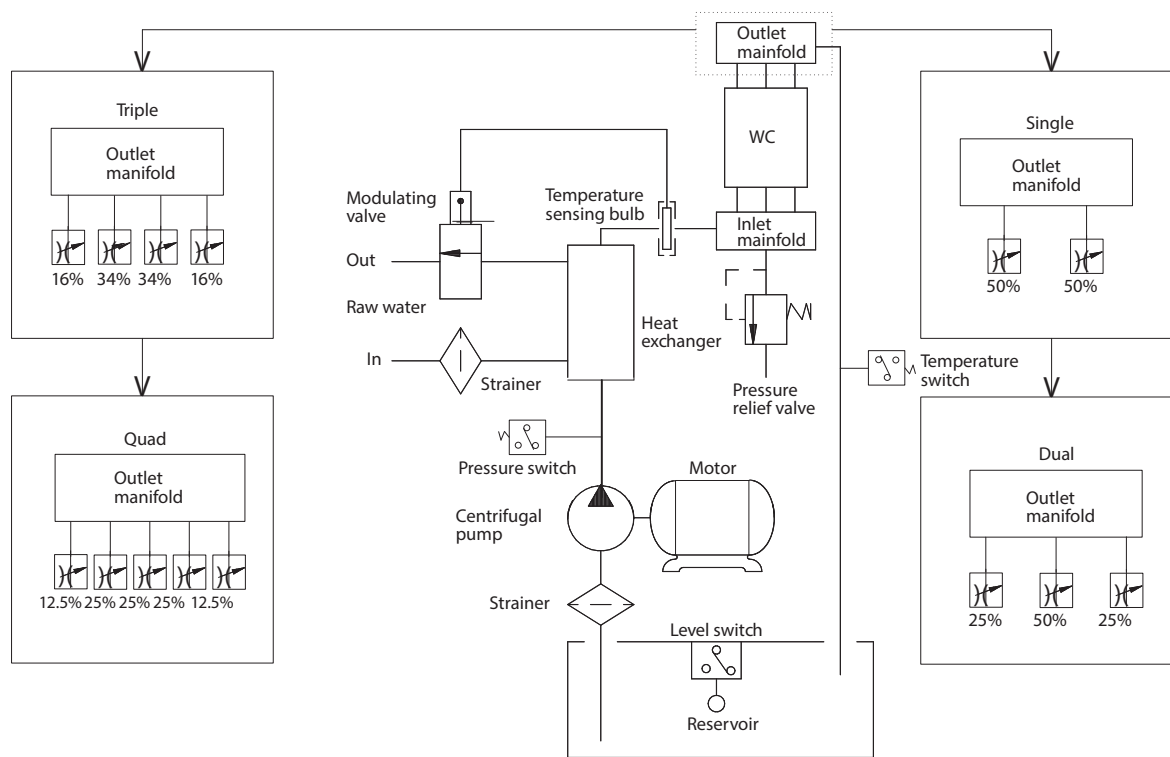 Outlet
mainfold
Triple
Outlet
manifold
16%
34%
34%
16%
Quad
Outlet
manifold
12.5%
25%
25%
25%
12.5%
WC
Modulating
valve
Temperature
sensing bulb
Inlet
mainfold
Out
Raw water
In
Strainer
Heat
exchanger
Pressure
relief valve
Pressure switch
Motor
Centrifugal
pump
Strainer
Level switch
Reservoir
Single
Outlet
manifold
50%
50%
Temperature
switch
Dual
Outlet
manifold
25%
50%
25%